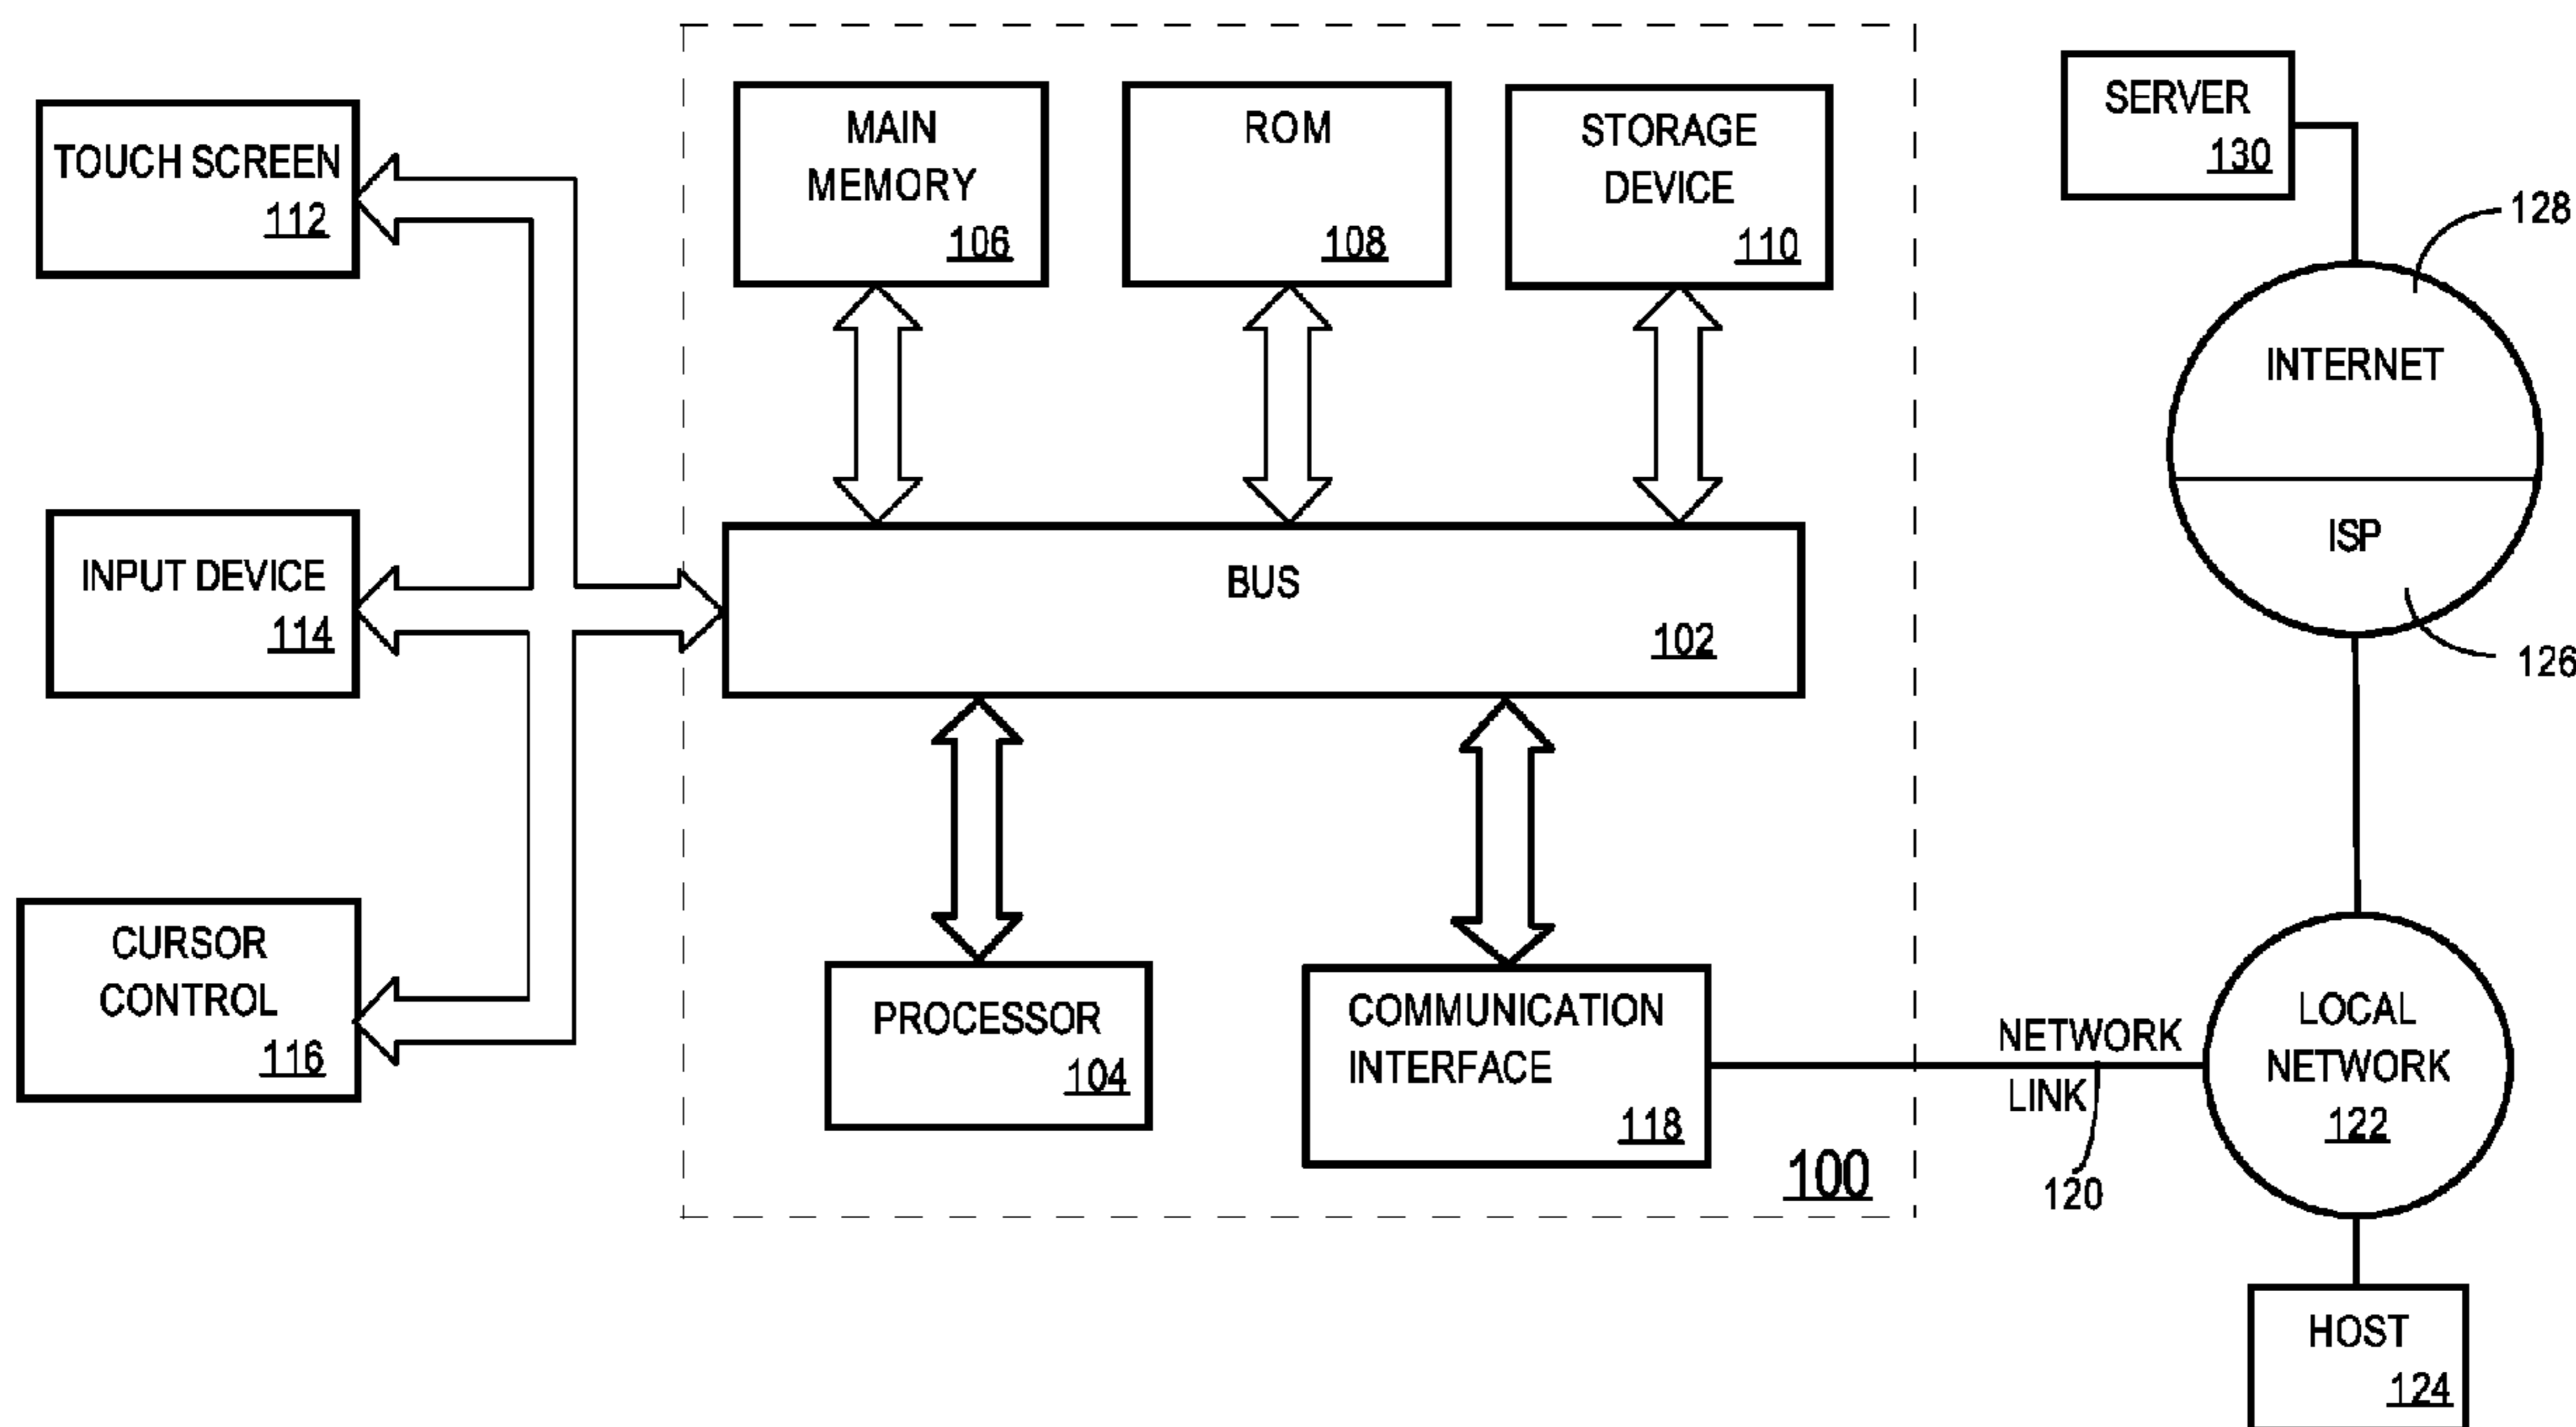 TOUCH SCREEN
112
INPUT DEVICE
114
CURSOR
CONTROL
116
MAIN
MEMORY
106
ROM
108
STORAGE
DEVICE
110
BUS
102
PROCESSOR
104
COMMUNICATION
INTERFACE
118
100
SERVER
130
128
INTERNET
ISP
126
NETWORK
LINK
120
LOCAL
NETWORK
122
HOST
124